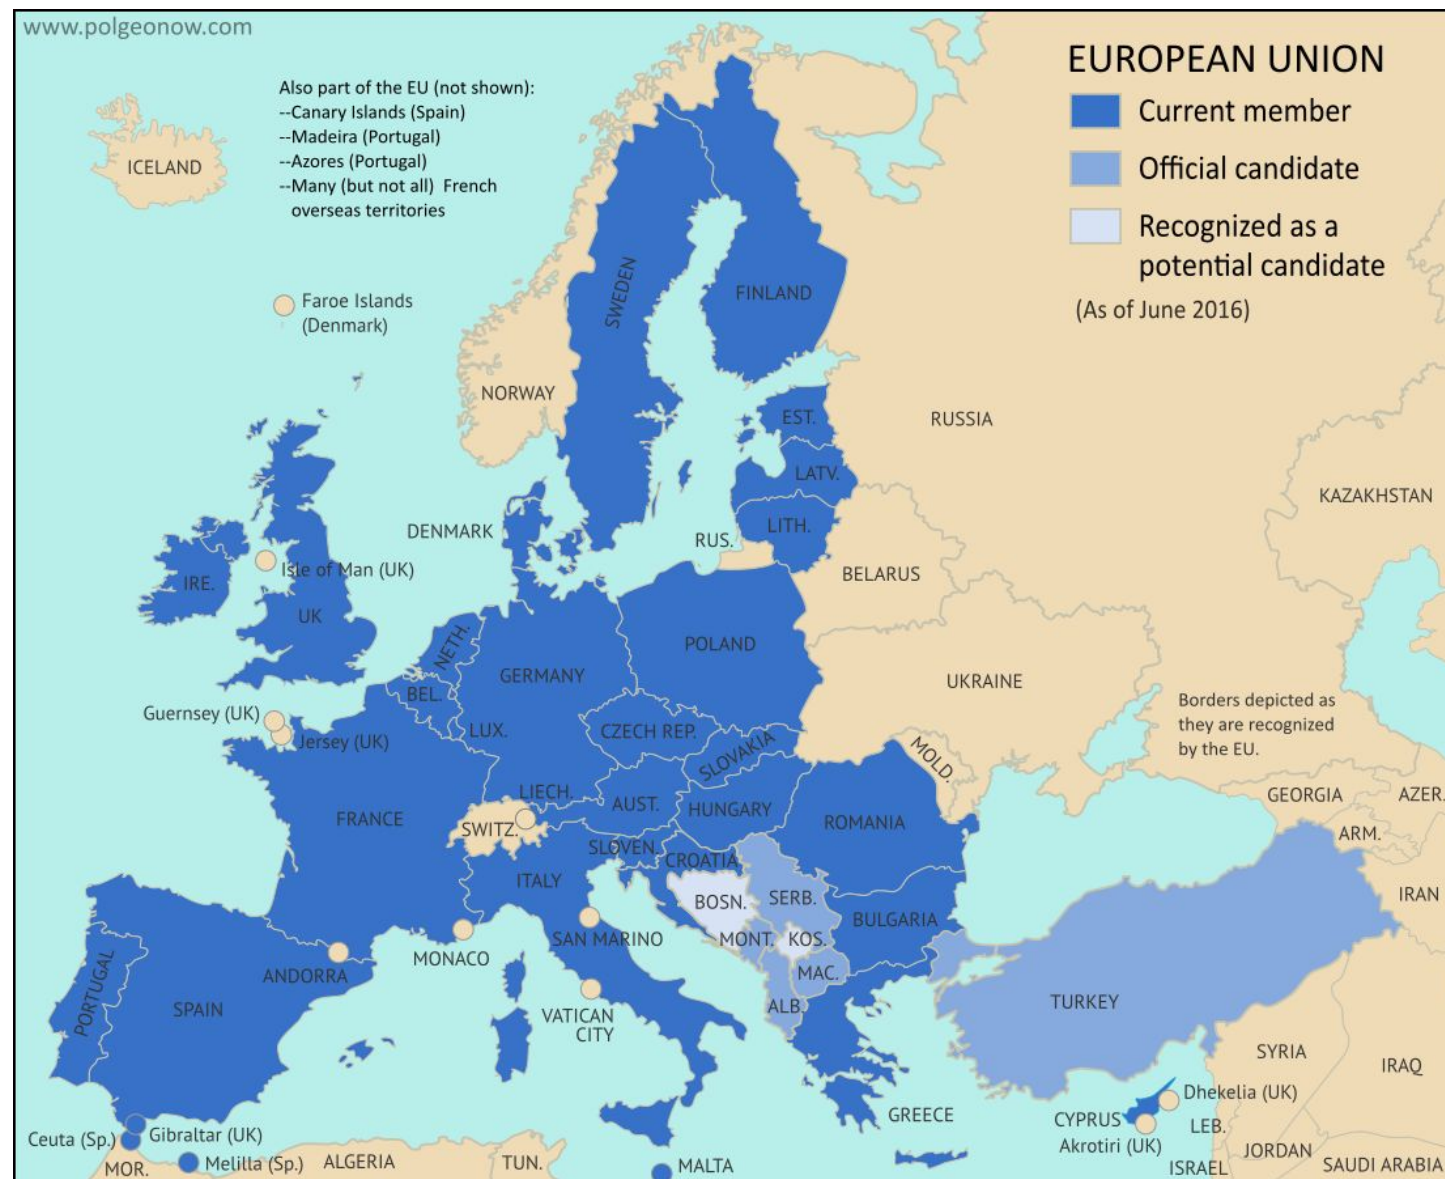 www.polgeonow.com
EUROPEAN UNION
Current member
Official candidate
Recognized as a
potential candidate
(As of June 2016)
Also part of the EU (not shown):
--Canary Islands (Spain)
--Madeira (Portugal)
--Azores (Portugal)
--Many (but not all) French
overseas territories
ICELAND
Faroe Islands
(Denmark)
SWEDEN
FINLAND
NORWAY
RUSSIA
EST.
LATV.
KAZAKHSTAN
DENMARK
LITH.
RUS.
Isle of Man (UK)
IRE.
BELARUS
UK
NETH.
POLAND
GERMANY
UKRAINE
BEL.
Borders depicted as
they are recognized
by the EU.
Guernsey (UK)
Jersey (UK)
LUX.
CZECH REP.
SLOVAKIA
MOLD.
LIECH.
AUST.
HUNGARY
GEORGIA
AZER.
FRANCE
SWITZ.
ROMANIA
ARM.
SLOVEN.
CROATIA
ITALY
BOSN.
SERB.
IRAN
BULGARIA
SAN MARINO
MONT.
KOS.
MONACO
ANDORRA
MAC.
PORTUGAL
SPAIN
VATICAN
CITY
ALB.
TURKEY
SYRIA
IRAQ
Dhekelia (UK)
GREECE
CYPRUS
LEB.
Ceuta (Sp.)
Gibraltar (UK)
Akrotiri (UK)
JORDAN
MOR.
Melilla (Sp.)
ALGERIA
TUN.
MALTA
ISRAEL
SAUDI ARABIA